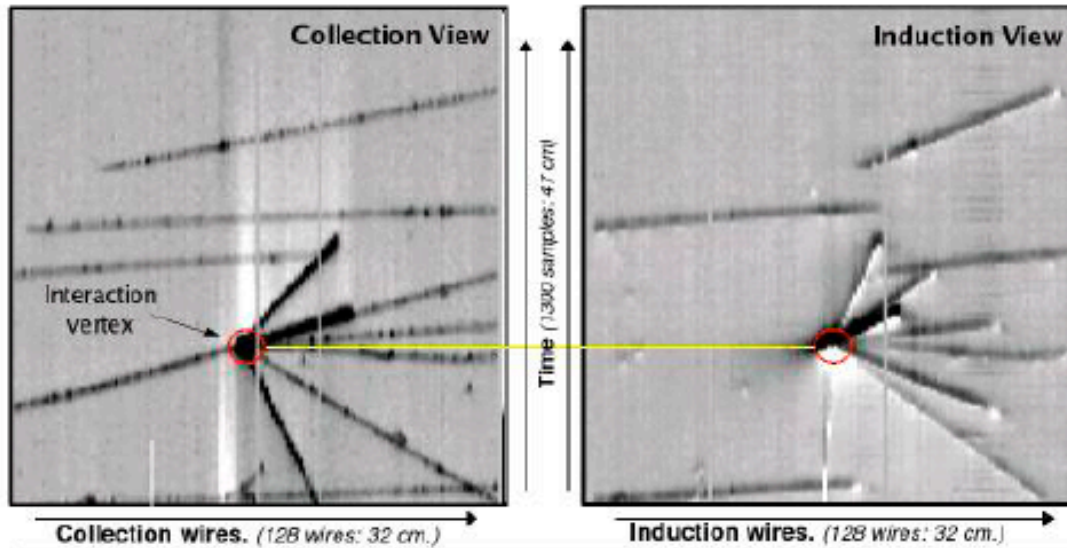 Collection View
Induction View
Interaction
vertex
Time (1300 samples: 47 cm)
Collection wires. (128 wires: 32 cm.)
Induction wires. (128 wires: 32 cm.)